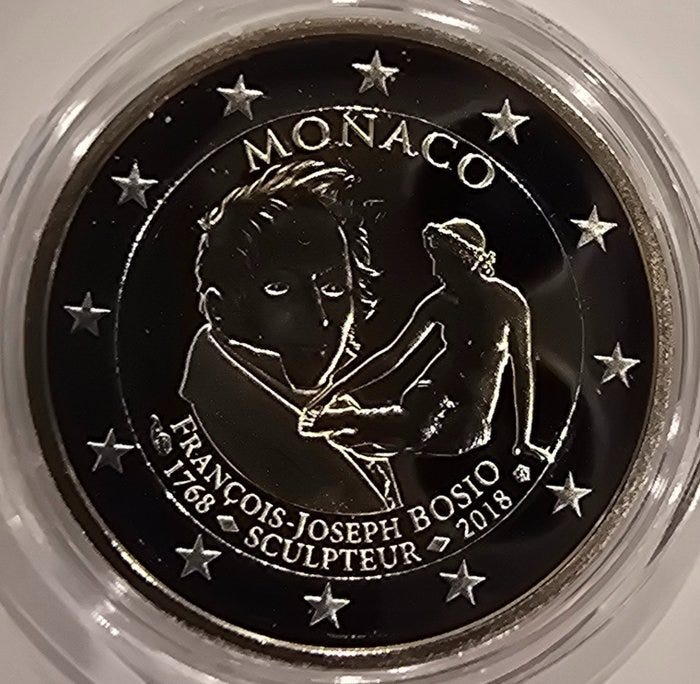 MONACO
FRANÇOIS-JOSEPH BOSIO
1768 SCULPTEUR 2018